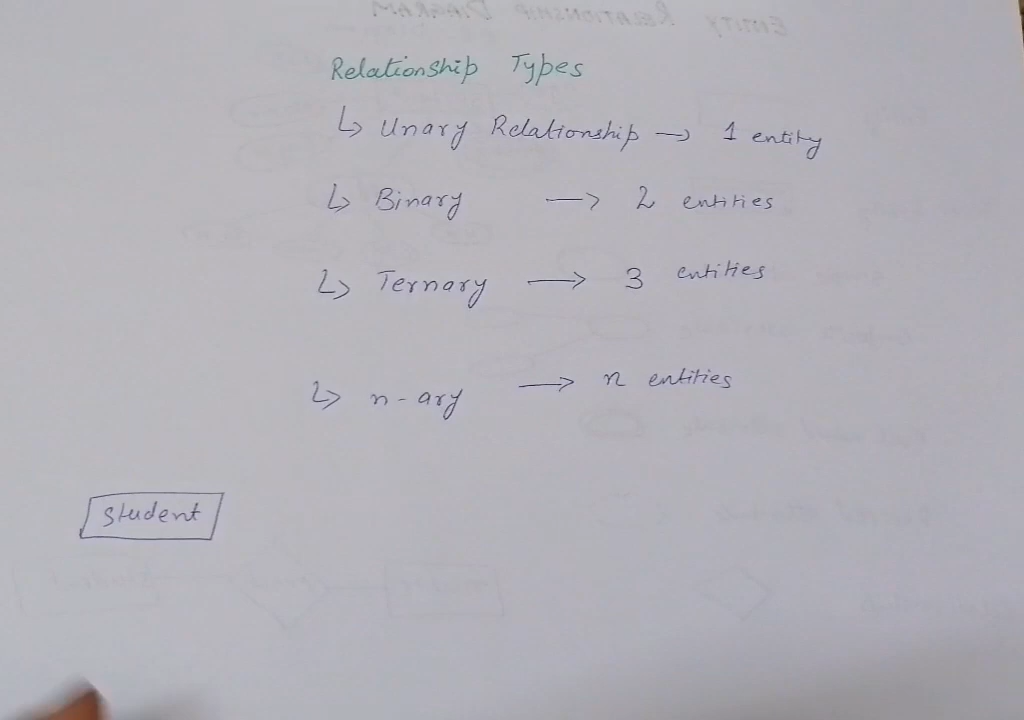 Relationship Types
↳ Unary Relationship → 1 entity
↳ Binary → 2 entities
↳ Ternary → 3 entities
↳ n-ary → n entities
Student